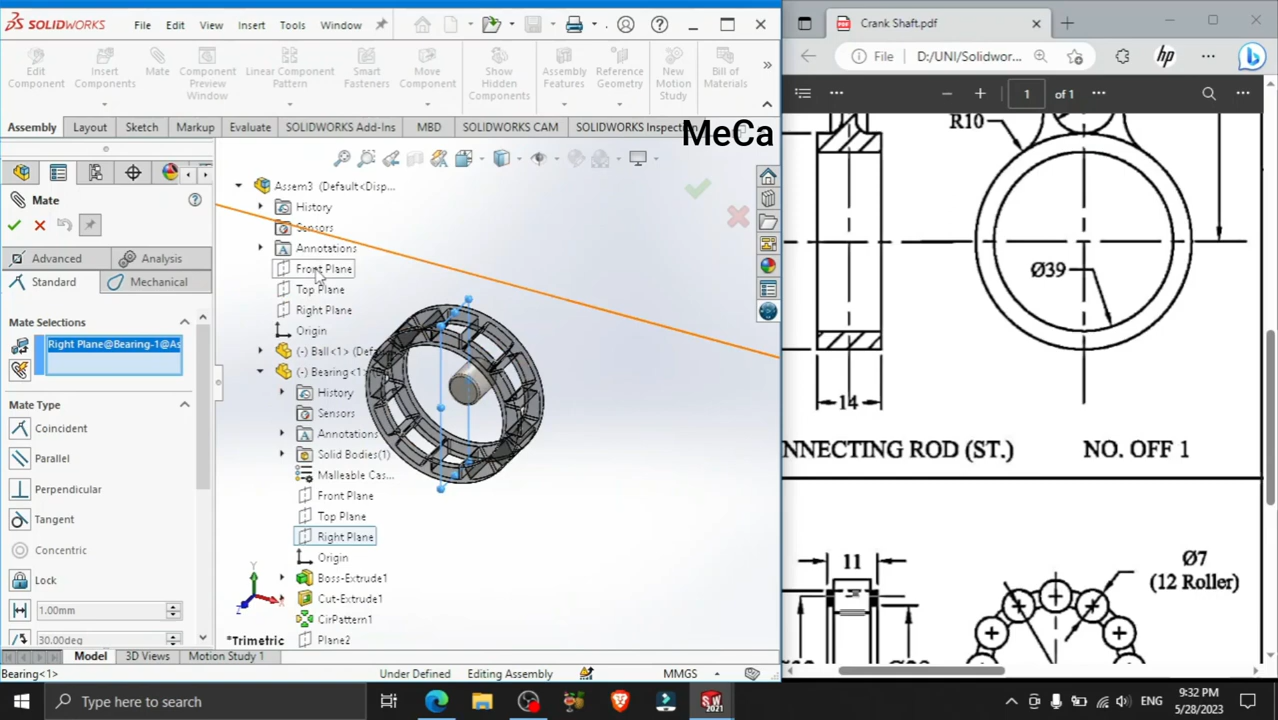 SOLIDWORKS File Edit View Insert Tools Window
Edit Component
Insert Components
Mate
Component Preview Window
Linear Component Pattern
Smart Fasteners
Move Component
Show Hidden Components
Assembly Features
Reference Geometry
New Motion Study
Bill of Materials
Assembly Layout Sketch Markup Evaluate SOLIDWORKS Add-Ins MBD SOLIDWORKS CAM SOLIDWORKS Inspection
MeCa
Mate
Advanced Analysis
Standard Mechanical
Mate Selections
Right Plane@Bearing-1@As
Mate Type
Coincident
Parallel
Perpendicular
Tangent
Concentric
Lock
1.00mm
30.00deg
Assem3 (Default<Disp...
History
Sensors
Annotations
Front Plane
Top Plane
Right Plane
Origin
(-) Ball<1> (Defa
(-) Bearing<1>
History
Sensors
Annotations
Solid Bodies(1)
Malleable Cas...
Front Plane
Top Plane
Right Plane
Origin
Boss-Extrude1
Cut-Extrude1
CirPattern1
Plane2
Y
X
Z
*Trimetric
Model 3D Views Motion Study 1
Bearing<1> Under Defined Editing Assembly MMGS
Crank Shaft.pdf
File D:/UNI/Solidwor...
hp
1 of 1
R10
Ø39
14
NNECTING ROD (ST.) NO. OFF 1
11
Ø7
(12 Roller)
Type here to search
SW
2021
ENG
9:32 PM
5/28/2023